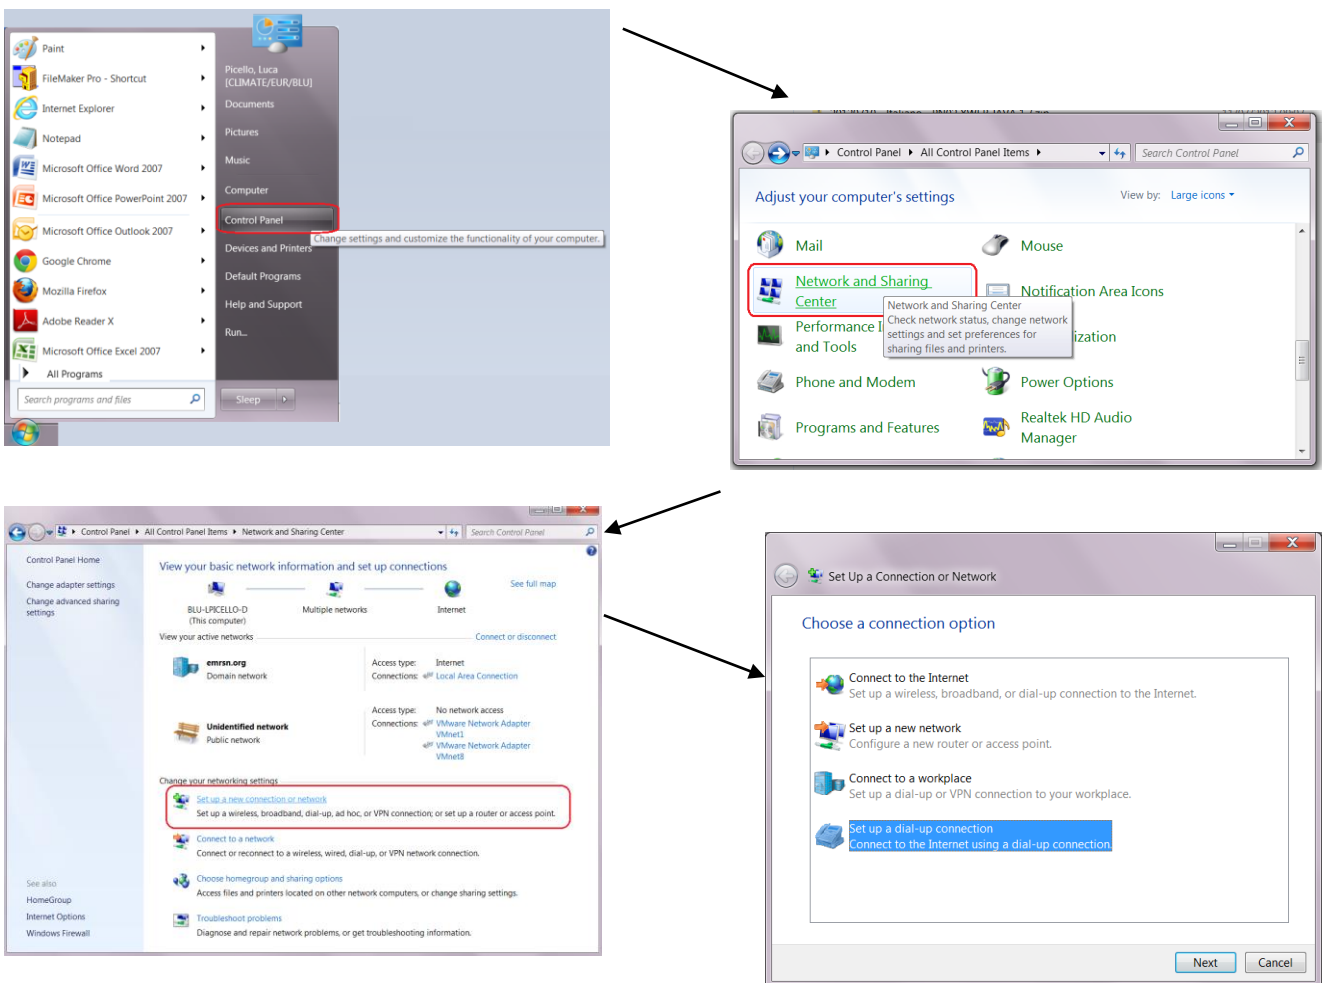 Paint
FileMaker Pro - Shortcut
Internet Explorer
Notepad
Microsoft Office Word 2007
Microsoft Office PowerPoint 2007
Microsoft Office Outlook 2007
Google Chrome
Mozilla Firefox
Adobe Reader X
Microsoft Office Excel 2007
All Programs
Search programs and files
Picello, Luca
[CLIMATE/EUR/BLU]
Documents
Pictures
Music
Computer
Control Panel
Change settings and customize the functionality of your computer.
Devices and Printers
Default Programs
Help and Support
Run...
Sleep
Control Panel All Control Panel Items
Search Control Panel
Adjust your computer's settings
View by: Large icons
Mail
Mouse
Network and Sharing
Center
Notification Area Icons
Network and Sharing Center
Check network status, change network
settings and set preferences for
sharing files and printers.
Performance I
and Tools
ization
Phone and Modem
Power Options
Programs and Features
Realtek HD Audio
Manager
Control Panel All Control Panel Items Network and Sharing Center
Search Control Panel
Control Panel Home
Change adapter settings
Change advanced sharing
settings
See also
HomeGroup
Internet Options
Windows Firewall
View your basic network information and set up connections
See full map
BLU-LPICELLO-D
(This computer)
Multiple networks
Internet
View your active networks
Connect or disconnect
emrsn.org
Domain network
Access type: Internet
Connections: Local Area Connection
Unidentified network
Public network
Access type: No network access
Connections: VMware Network Adapter
VMnet1
VMware Network Adapter
VMnet8
Change your networking settings
Set up a new connection or network
Set up a wireless, broadband, dial-up, ad hoc, or VPN connection; or set up a router or access point.
Connect to a network
Connect or reconnect to a wireless, wired, dial-up, or VPN network connection.
Choose homegroup and sharing options
Access files and printers located on other network computers, or change sharing settings.
Troubleshoot problems
Diagnose and repair network problems, or get troubleshooting information.
Set Up a Connection or Network
Choose a connection option
Connect to the Internet
Set up a wireless, broadband, or dial-up connection to the Internet.
Set up a new network
Configure a new router or access point.
Connect to a workplace
Set up a dial-up or VPN connection to your workplace.
Set up a dial-up connection
Connect to the Internet using a dial-up connection.
Next
Cancel